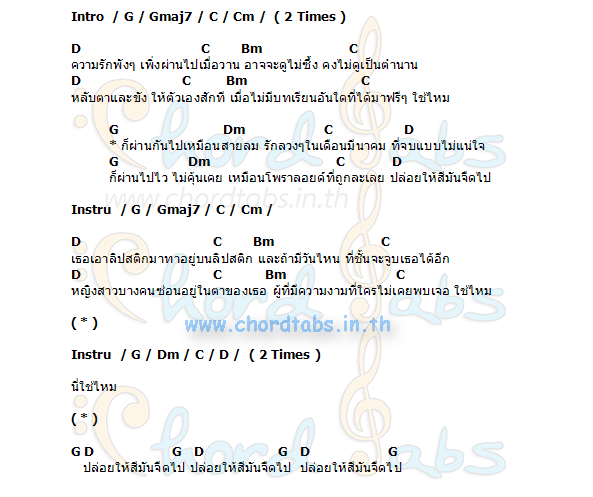 Intro / G / Gmaj7 / C / Cm / ( 2 Times )
D C Bm C
ความรักพังๆ เพิ่งผ่านไปเมื่อวาน อาจจะดูไม่ซึ้ง คงไม่ดูเป็นตำนาน
D C Bm C
หลับตาและขัง ให้ตัวเองสักที เมื่อไม่มีบทเรียนอันใดที่ได้มาฟรีๆ ใช่ไหม
G Dm C D
* ก็ผ่านกันไปเหมือนสายลม รักลวงๆในเดือนมีนาคม ที่จบแบบไม่แน่ใจ
G Dm C D
ก็ผ่านไปไว ไม่คุ้นเคย เหมือนโพราลอยด์ที่ถูกละเลย ปล่อยให้สีมันจืดไป
www.chordtabs.in.th
Instru / G / Gmaj7 / C / Cm /
D C Bm C
เธอเอาลิปสติกมาทาอยู่บนลิปสติก และถ้ามีวันไหน ที่ชั้นจะจูบเธอได้อีก
D C Bm C
หญิงสาวบางคนซ่อนอยู่ในตาของเธอ ผู้ที่มีความงามที่ใครไม่เคยพบเจอ ใช่ไหม
( * )
www.chordtabs.in.th
Instru / G / Dm / C / D / ( 2 Times )
นี่ใช่ไหม
( * )
G D G D G D G
ปล่อยให้สีมันจืดไป ปล่อยให้สีมันจืดไป ปล่อยให้สีมันจืดไป
chord tabs
chord tabs